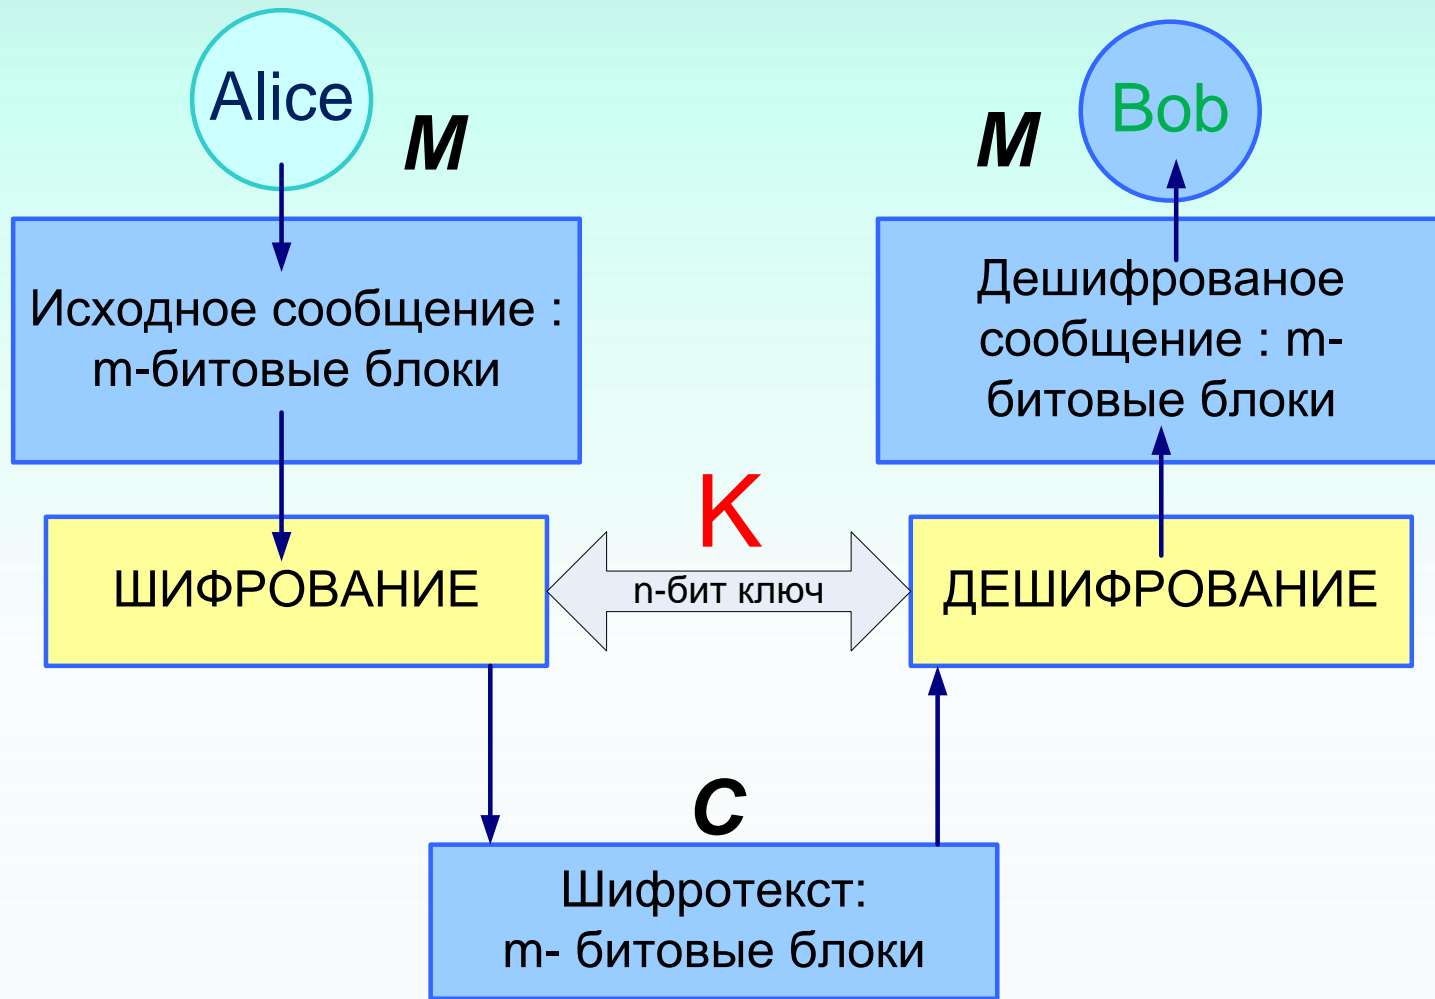 Alice
M
Исходное сообщение :
m-битовые блоки
ШИФРОВАНИЕ
K
n-бит ключ
C
Шифротекст:
m- битовые блоки
ДЕШИФРОВАНИЕ
Дешифрованое
сообщение : m-
битовые блоки
M
Bob